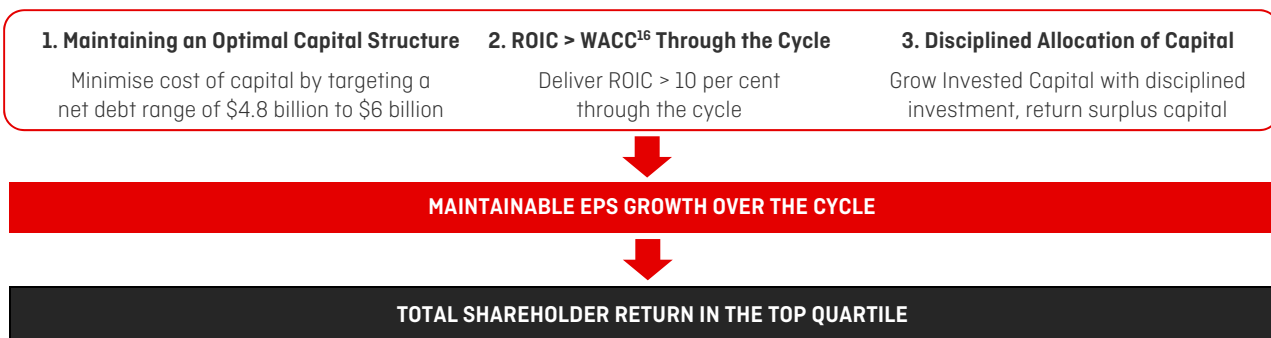 1. Maintaining an Optimal Capital Structure
Minimise cost of capital by targeting a
net debt range of $4.8 billion to $6 billion
2. ROIC > WACC16 Through the Cycle
Deliver ROIC > 10 per cent
through the cycle
3. Disciplined Allocation of Capital
Grow Invested Capital with disciplined
investment, return surplus capital
MAINTAINABLE EPS GROWTH OVER THE CYCLE
TOTAL SHAREHOLDER RETURN IN THE TOP QUARTILE